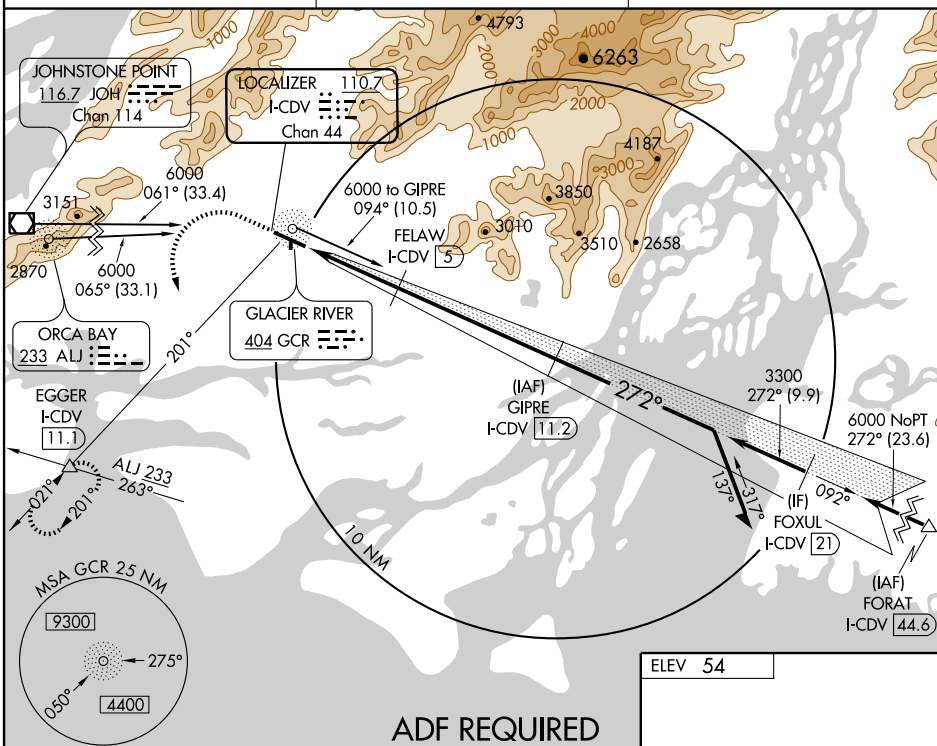 4793
1000
3000
4000
6263
2000
2000
1000
JOHNSTONE POINT
116.7 JOH
Chan 114
LOCALIZER 110.7
I-CDV
Chan 44
4187
3000
6000
061° (33.4)
6000 to GIPRE
094° (10.5)
3850
3151
3010
3510
2658
FELAW
I-CDV 5
2870
6000
065° (33.1)
ORCA BAY
233 ALJ
GLACIER RIVER
404 GCR
201°
(IAF)
GIPRE
I-CDV 11.2
272°
3300
272° (9.9)
6000 NoPT
272° (23.6)
EGGER
I-CDV
11.1
ALJ 233
263°
021°
201°
137°
317°
092°
(IF)
FOXUL
I-CDV 21
(IAF)
FORAT
I-CDV 44.6
10 NM
MSA GCR 25 NM
9300
275°
050°
4400
ELEV 54
ADF REQUIRED